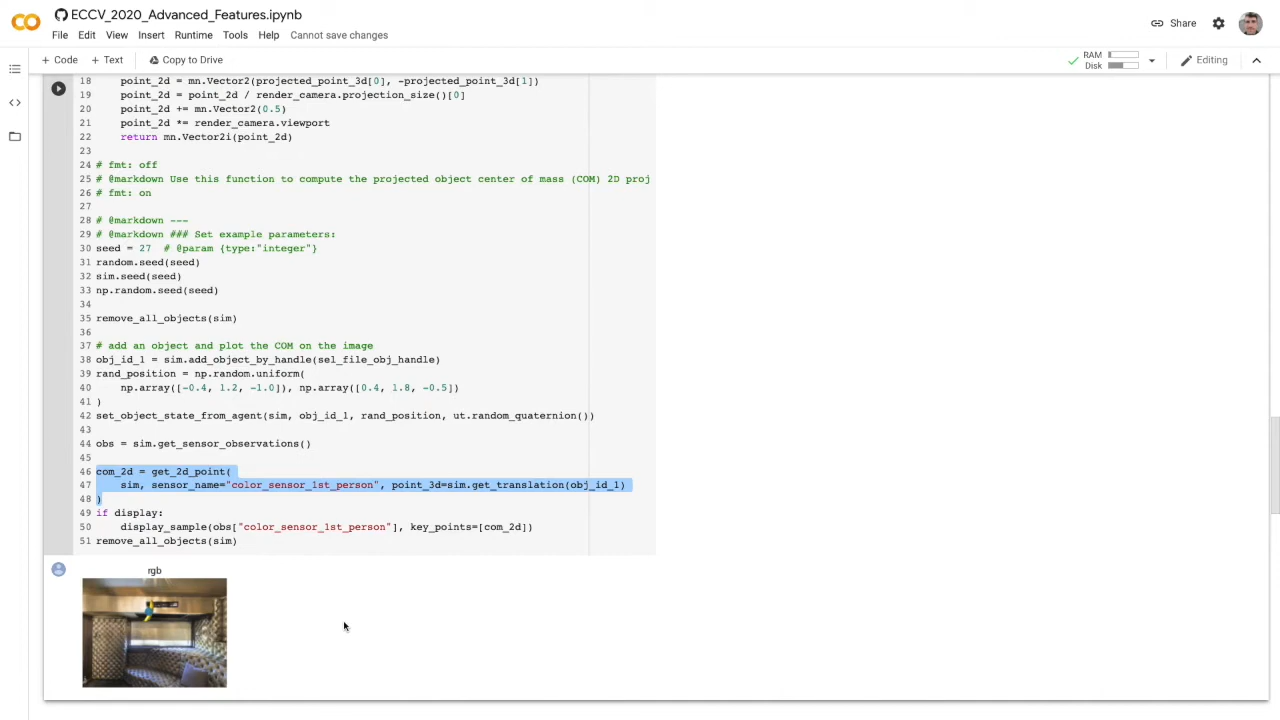 ECCV_2020_Advanced_Features.ipynb
File Edit View Insert Runtime Tools Help Cannot save changes
Share
+ Code + Text Copy to Drive
RAM
Disk
Editing
18 point_2d = mn.Vector2(projected_point_3d[0], -projected_point_3d[1])
19 point_2d = point_2d / render_camera.projection_size()[0]
20 point_2d += mn.Vector2(0.5)
21 point_2d *= render_camera.viewport
22 return mn.Vector2i(point_2d)
23
24 # fmt: off
25 # @markdown Use this function to compute the projected object center of mass (COM) 2D proj
26 # fmt: on
27
28 # @markdown ---
29 # @markdown ### Set example parameters:
30 seed = 27 # @param {type:"integer"}
31 random.seed(seed)
32 sim.seed(seed)
33 np.random.seed(seed)
34
35 remove_all_objects(sim)
36
37 # add an object and plot the COM on the image
38 obj_id_1 = sim.add_object_by_handle(sel_file_obj_handle)
39 rand_position = np.random.uniform(
40 np.array([-0.4, 1.2, -1.0]), np.array([0.4, 1.8, -0.5])
41 )
42 set_object_state_from_agent(sim, obj_id_1, rand_position, ut.random_quaternion())
43
44 obs = sim.get_sensor_observations()
45
46 com_2d = get_2d_point(
47 sim, sensor_name="color_sensor_1st_person", point_3d=sim.get_translation(obj_id_1)
48 )
49 if display:
50 display_sample(obs["color_sensor_1st_person"], key_points=[com_2d])
51 remove_all_objects(sim)
rgb